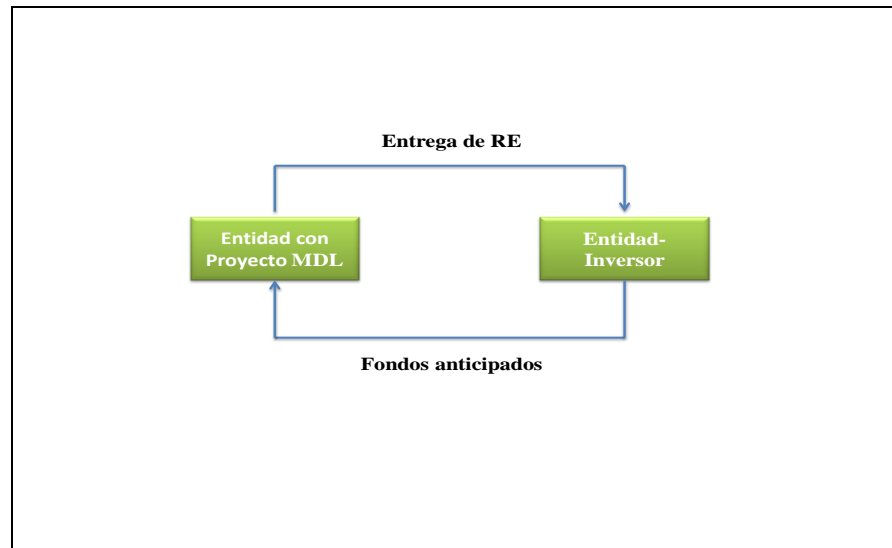 Entrega de RE
Entidad con
Proyecto MDL
Entidad-
Inversor
Fondos anticipados